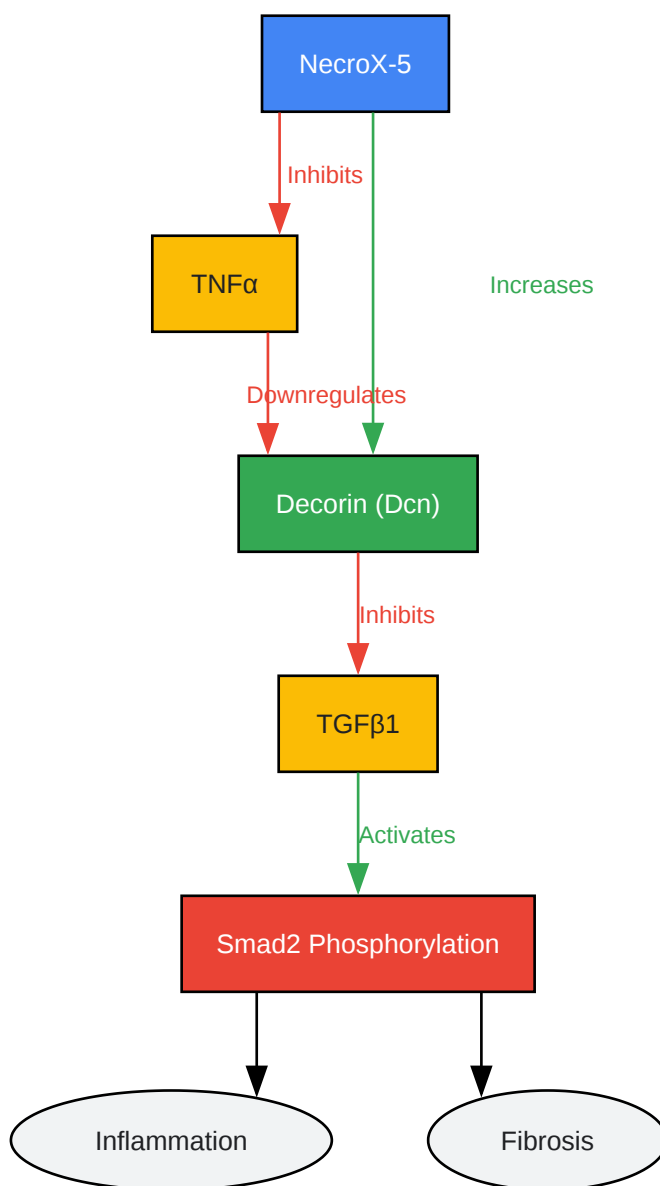 NecroX-5
Inhibits
TNFα
Increases
Downregulates
Decorin (Dcn)
Inhibits
TGFβ1
Activates
Smad2 Phosphorylation
Inflammation
Fibrosis